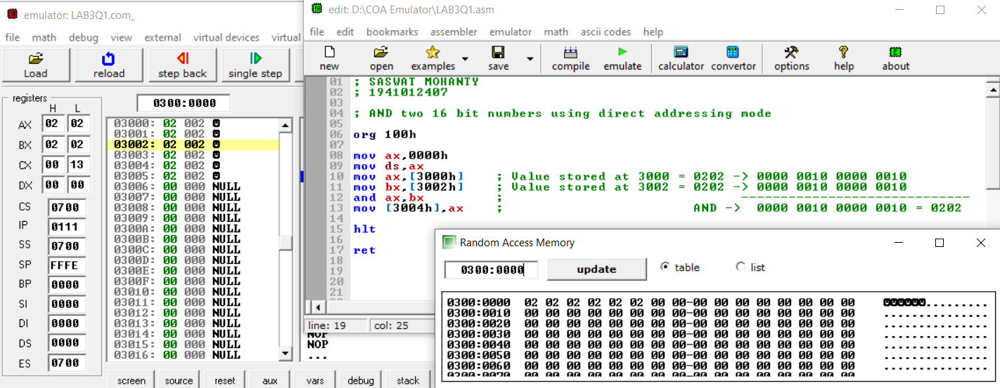 emulator: LAB3Q1.com_
file math debug view external virtual devices virtual
Load reload step back single step
registers
H L
AX 02 02
BX 02 02
CX 00 13
DX 00 00
CS 0700
IP 0111
SS 0700
SP FFFE
BP 0000
SI 0000
DI 0000
DS 0000
ES 0700
0300:0000
03000: 02 002
03001: 02 002
03002: 02 002
03003: 02 002
03004: 02 002
03005: 02 002
03006: 00 000 NULL
03007: 00 000 NULL
03008: 00 000 NULL
03009: 00 000 NULL
0300A: 00 000 NULL
0300B: 00 000 NULL
0300C: 00 000 NULL
0300D: 00 000 NULL
0300E: 00 000 NULL
0300F: 00 000 NULL
03010: 00 000 NULL
03011: 00 000 NULL
03012: 00 000 NULL
03013: 00 000 NULL
03014: 00 000 NULL
03015: 00 000 NULL
03016: 00 000 NULL
NOP
NOP
...
screen source reset aux vars debug stack
edit: D:\COA Emulator\LAB3Q1.asm
file edit bookmarks assembler emulator math ascii codes help
new open examples save compile emulate calculator convertor options help about
01 ; SASWAT MOHANTY
02 ; 1941012407
03
04 ; AND two 16 bit numbers using direct addressing mode
05
06 org 100h
07
08 mov ax,0000h
09 mov ds,ax
10 mov ax,[3000h] ; Value stored at 3000 = 0202 -> 0000 0010 0000 0010
11 mov bx,[3002h] ; Value stored at 3002 = 0202 -> 0000 0010 0000 0010
12 and ax,bx ; ------------------------------
13 mov [3004h],ax ; AND -> 0000 0010 0000 0010 = 0202
14
15 hlt
16
17 ret
18
19
20
21
line: 19 col: 25
Random Access Memory
0300:0000 update table list
0300:0000 02 02 02 02 02 02 00 00-00 00 00 00 00 00 00 00 ..........
0300:0010 00 00 00 00 00 00 00 00-00 00 00 00 00 00 00 00 ................
0300:0020 00 00 00 00 00 00 00 00-00 00 00 00 00 00 00 00 ................
0300:0030 00 00 00 00 00 00 00 00-00 00 00 00 00 00 00 00 ................
0300:0040 00 00 00 00 00 00 00 00-00 00 00 00 00 00 00 00 ................
0300:0050 00 00 00 00 00 00 00 00-00 00 00 00 00 00 00 00 ................
0300:0060 00 00 00 00 00 00 00 00-00 00 00 00 00 00 00 00 ................